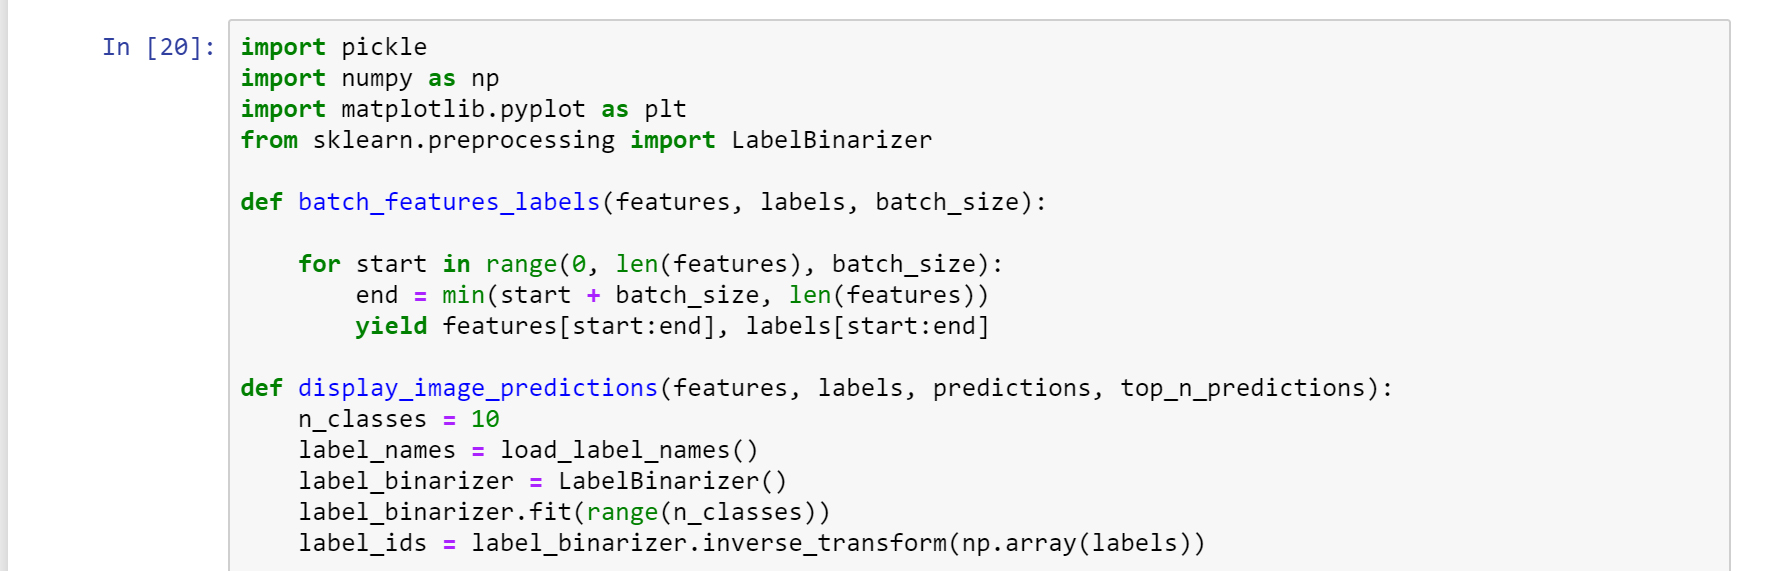 In [20]:
import pickle
import numpy as np
import matplotlib.pyplot as plt
from sklearn.preprocessing import LabelBinarizer

def batch_features_labels(features, labels, batch_size):

    for start in range(0, len(features), batch_size):
        end = min(start + batch_size, len(features))
        yield features[start:end], labels[start:end]

def display_image_predictions(features, labels, predictions, top_n_predictions):
    n_classes = 10
    label_names = load_label_names()
    label_binarizer = LabelBinarizer()
    label_binarizer.fit(range(n_classes))
    label_ids = label_binarizer.inverse_transform(np.array(labels))